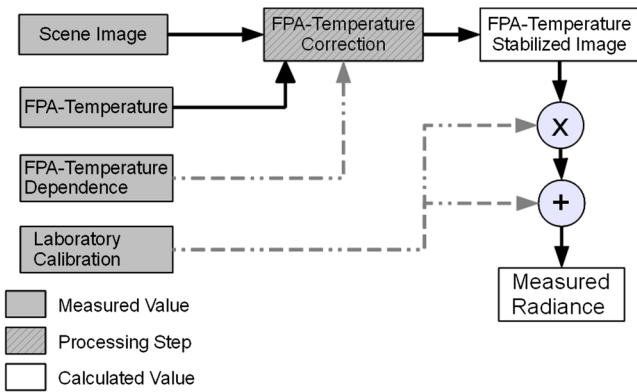 Scene Image
FPA-Temperature
Correction
FPA-Temperature
Stabilized Image
FPA-Temperature
X
FPA-Temperature
Dependence
+
Laboratory
Calibration
Measured
Radiance
Measured Value
Processing Step
Calculated Value